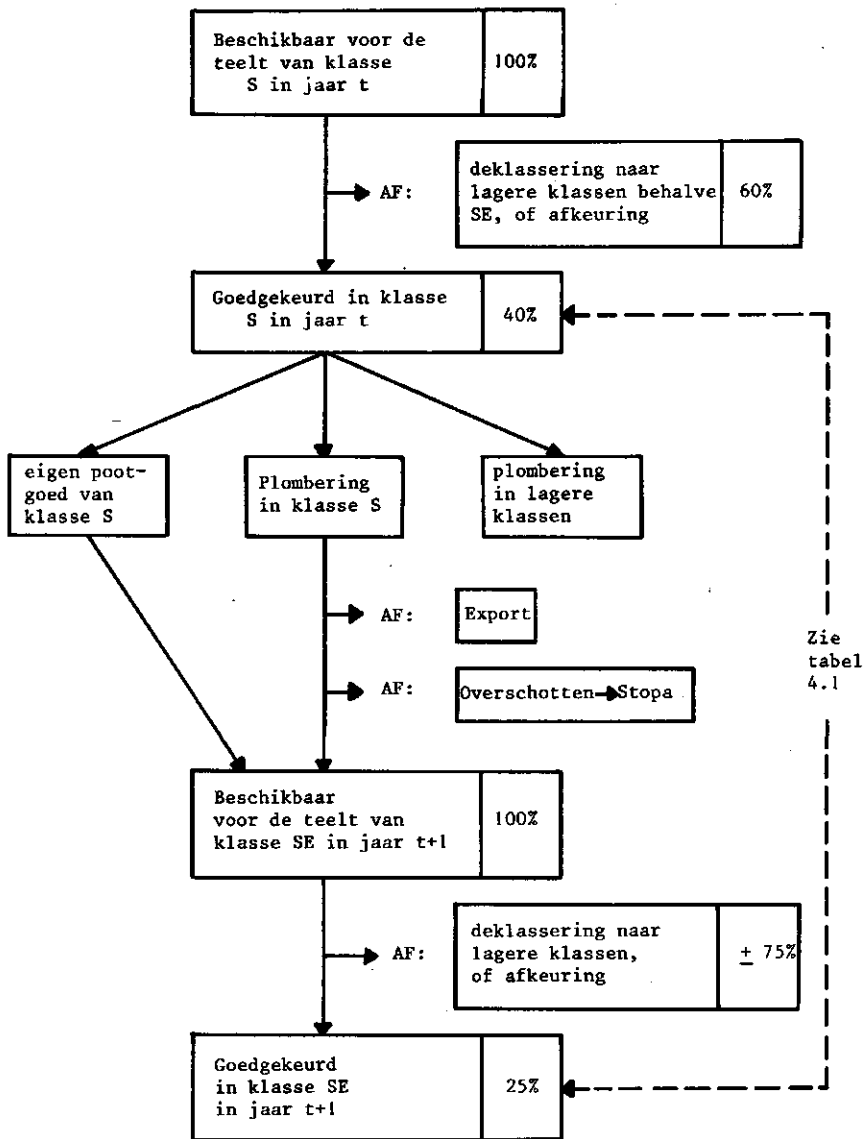 Beschikbaar voor de
teelt van klasse
S in jaar t
100%
AF:
deklassering naar
lagere klassen behalve
SE, of afkeuring
60%
Goedgekeurd in klasse
S in jaar t
40%
eigen poot-
goed van
klasse S
Plombering
in klasse S
plombering
in lagere
klassen
AF:
Export
AF:
Overschotten→Stopa
Zie
tabel
4.1
Beschikbaar
voor de teelt van
klasse SE in jaar t+1
100%
AF:
deklassering naar
lagere klassen,
of afkeuring
± 75%
Goedgekeurd
in klasse SE
in jaar t+1
25%